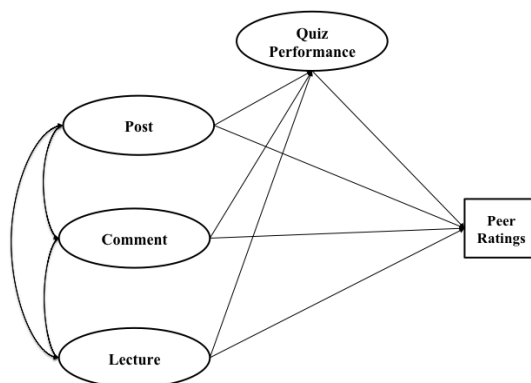 Quiz
Performance
Post
Comment
Peer
Ratings
Lecture